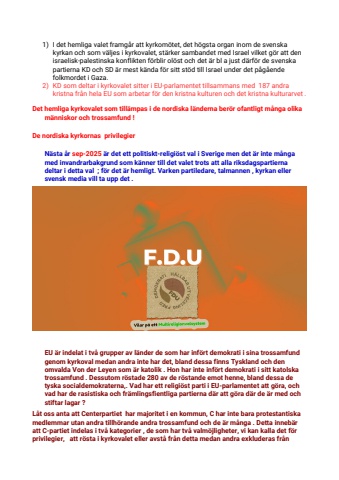 1) I det hemliga valet framgår att kyrkomötet, det högsta organ inom de svenska
kyrkan och som väljes i kyrkovalet, stärker sambandet med Israel vilket gör att den
israelisk-palestinska konflikten förblir olöst och det är bl a just därför de svenska
partierna KD och SD är mest kända för sitt stöd till Israel under det pågående
folkmordet i Gaza.
2) KD som deltar i kyrkovalet sitter i EU-parlamentet tillsammans med 187 andra
kristna från hela EU som arbetar för den kristna kulturen och det kristna kulturarvet.
Det hemliga kyrkovalet som tillämpas i de nordiska länderna berör ofantligt många olika
människor och trossamfund !
De nordiska kyrkornas privilegier
Nästa år sep-2025 är det ett politiskt-religiöst val i Sverige men det är inte många
med invandrarbakgrund som känner till det valet trots att alla riksdagspartierna
deltar i detta val ; för det är hemligt. Varken partiledare, talmannen , kyrkan eller
svensk media vill ta upp det .
F.D.U
FDU
Vilar på ett Multireligionsekosystem
EU är indelat i två grupper av länder de som har infört demokrati i sina trossamfund
genom kyrkoval medan andra inte har det, bland dessa finns Tyskland och den
omvalda Von der Leyen som är katolik . Hon har inte infört demokrati i sitt katolska
trossamfund . Dessutom röstade 280 av de röstande emot henne, bland dessa de
tyska socialdemokraterna,. Vad har ett religiöst parti i EU-parlamentet att göra, och
vad har de rasistiska och främlingsfientliga partierna där att göra där de är med och
stiftar lagar ?
Låt oss anta att Centerpartiet har majoritet i en kommun, C har inte bara protestantiska
medlemmar utan andra tillhörande andra trossamfund och de är många . Detta innebär
att C-partiet indelas i två kategorier , de som har två valmöjligheter, vi kan kalla det för
privilegier, att rösta i kyrkovalet eller avstå från detta medan andra exkluderas från